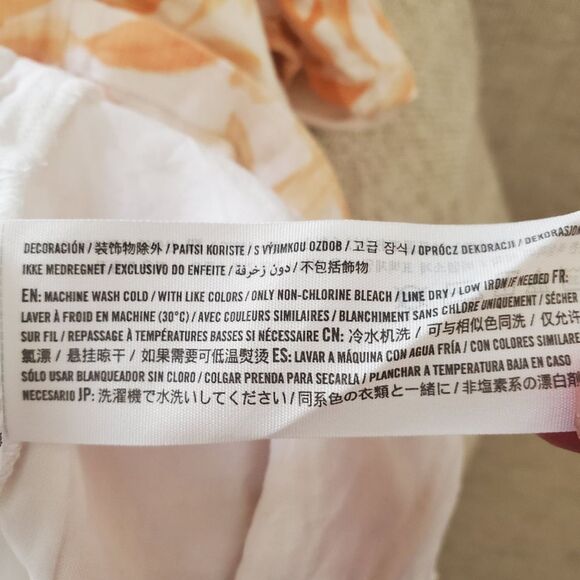 DECORACIÓN / 装饰物除外 / PAITSI KORISTE / S VÝJIMKOU OZDOB / 고급 장식 / OPRÓCZ DEKORACJI / DEKORASJON
IKKE MEDREGNET / EXCLUSIVO DO ENFEITE / دون زخرفة / 不包括飾物
EN: MACHINE WASH COLD / WITH LIKE COLORS / ONLY NON-CHLORINE BLEACH / LINE DRY / LOW IRON IF NEEDED FR:
LAVER À FROID EN MACHINE (30°C) / AVEC COULEURS SIMILAIRES / BLANCHIMENT SANS CHLORE UNIQUEMENT / SÉCHER
SUR FIL / REPASSAGE À TEMPÉRATURES BASSES SI NÉCESSAIRE CN: 冷水机洗 / 可与相似色同洗 / 仅允许
氯漂 / 悬挂晾干 / 如果需要可低温熨烫 ES: LAVAR A MÁQUINA CON AGUA FRÍA / CON COLORES SIMILARE
SÓLO USAR BLANQUEADOR SIN CLORO / COLGAR PRENDA PARA SECARLA / PLANCHAR A TEMPERATURA BAJA EN CASO
NECESARIO JP: 洗濯機で水洗いしてください / 同系色の衣類と一緒に / 非塩素系の漂白剤